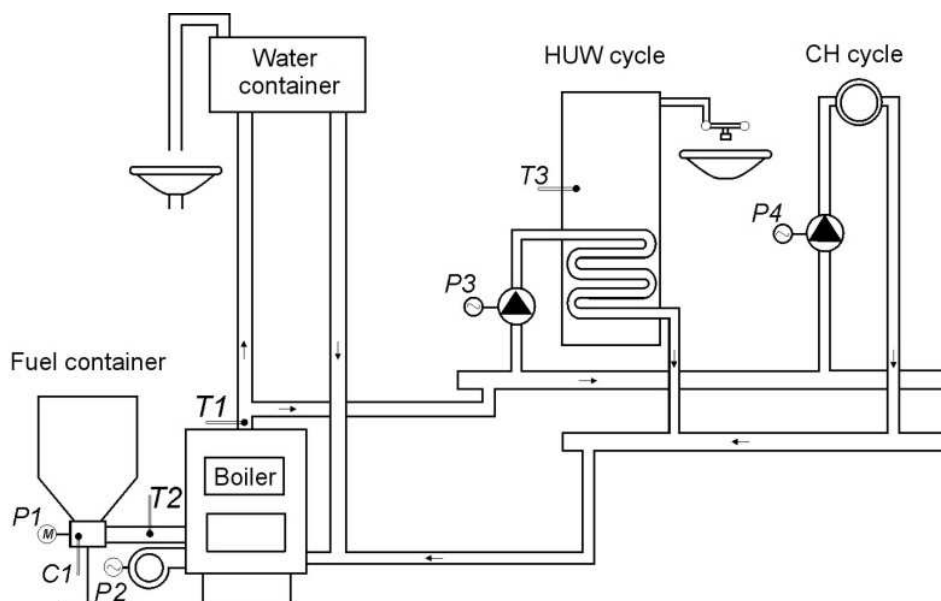 Water
container
HUW cycle
CH cycle
T3
P4
P3
Fuel container
T1
Boiler
T2
P1
M
C1
P2